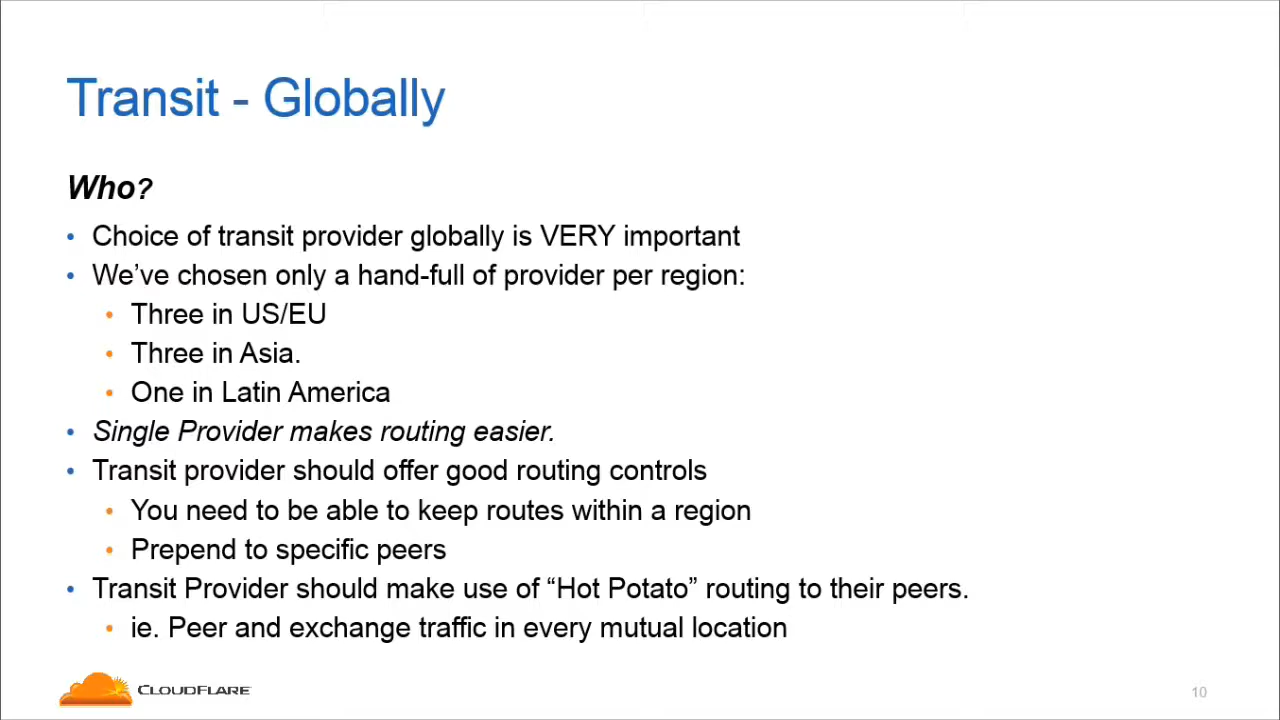 Transit - Globally
Who?
• Choice of transit provider globally is VERY important
• We’ve chosen only a hand-full of provider per region:
• Three in US/EU
• Three in Asia.
• One in Latin America
• Single Provider makes routing easier.
• Transit provider should offer good routing controls
• You need to be able to keep routes within a region
• Prepend to specific peers
• Transit Provider should make use of “Hot Potato” routing to their peers.
• ie. Peer and exchange traffic in every mutual location
CLOUDFLARE
10